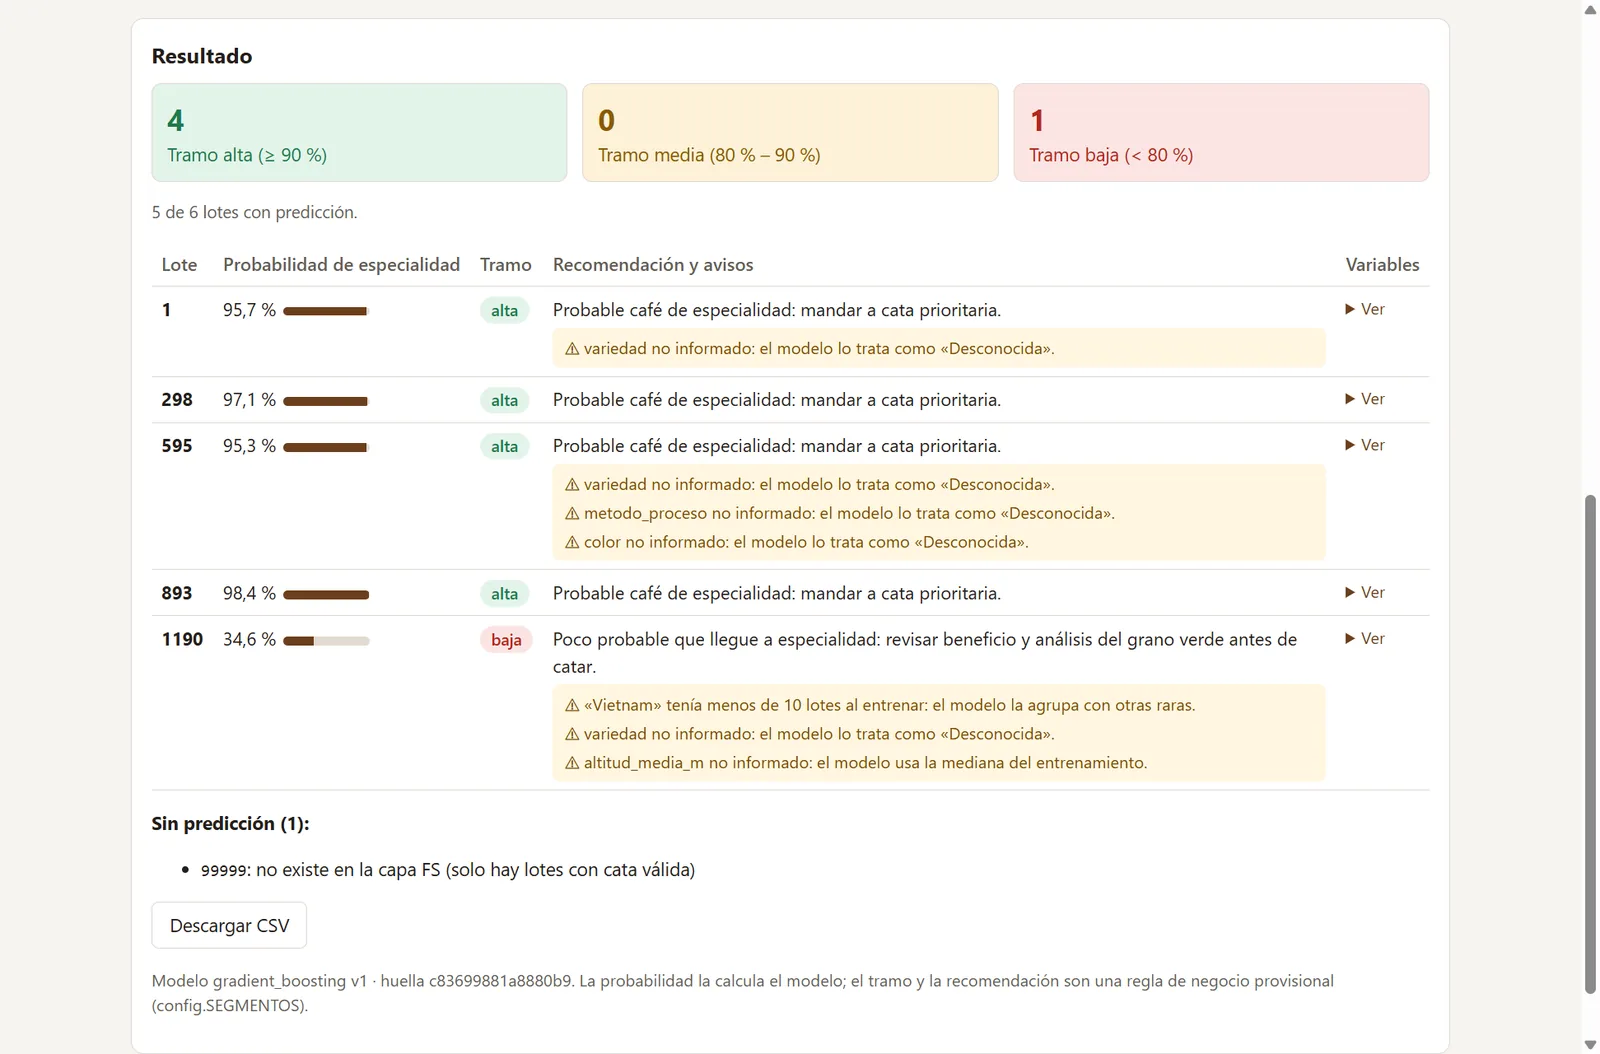 Resultado
4
Tramo alta (≥ 90 %)
0
Tramo media (80 % – 90 %)
1
Tramo baja (< 80 %)
5 de 6 lotes con predicción.
Lote Probabilidad de especialidad Tramo Recomendación y avisos Variables
1 95,7 % alta Probable café de especialidad: mandar a cata prioritaria. ▶ Ver
⚠ variedad no informado: el modelo lo trata como «Desconocida».
298 97,1 % alta Probable café de especialidad: mandar a cata prioritaria. ▶ Ver
595 95,3 % alta Probable café de especialidad: mandar a cata prioritaria. ▶ Ver
⚠ variedad no informado: el modelo lo trata como «Desconocida».
⚠ metodo_proceso no informado: el modelo lo trata como «Desconocida».
⚠ color no informado: el modelo lo trata como «Desconocida».
893 98,4 % alta Probable café de especialidad: mandar a cata prioritaria. ▶ Ver
1190 34,6 % baja Poco probable que llegue a especialidad: revisar beneficio y análisis del grano verde antes de ▶ Ver
catar.
⚠ «Vietnam» tenía menos de 10 lotes al entrenar: el modelo la agrupa con otras raras.
⚠ variedad no informado: el modelo lo trata como «Desconocida».
⚠ altitud_media_m no informado: el modelo usa la mediana del entrenamiento.
Sin predicción (1):
• 99999: no existe en la capa FS (solo hay lotes con cata válida)
Descargar CSV
Modelo gradient_boosting v1 · huella c83699881a8880b9. La probabilidad la calcula el modelo; el tramo y la recomendación son una regla de negocio provisional
(config.SEGMENTOS).